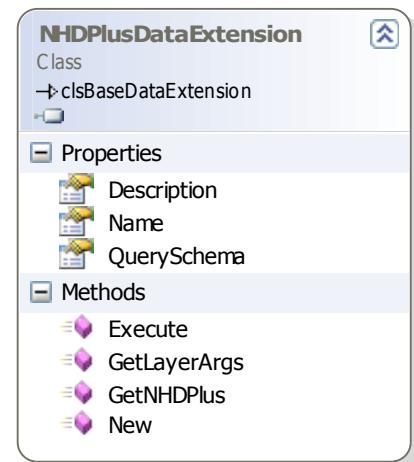 NHDPlusDataExtension
Class
clsBaseDataExtension
Properties
Description
Name
QuerySchema
Methods
Execute
GetLayerArgs
GetNHDPlus
New